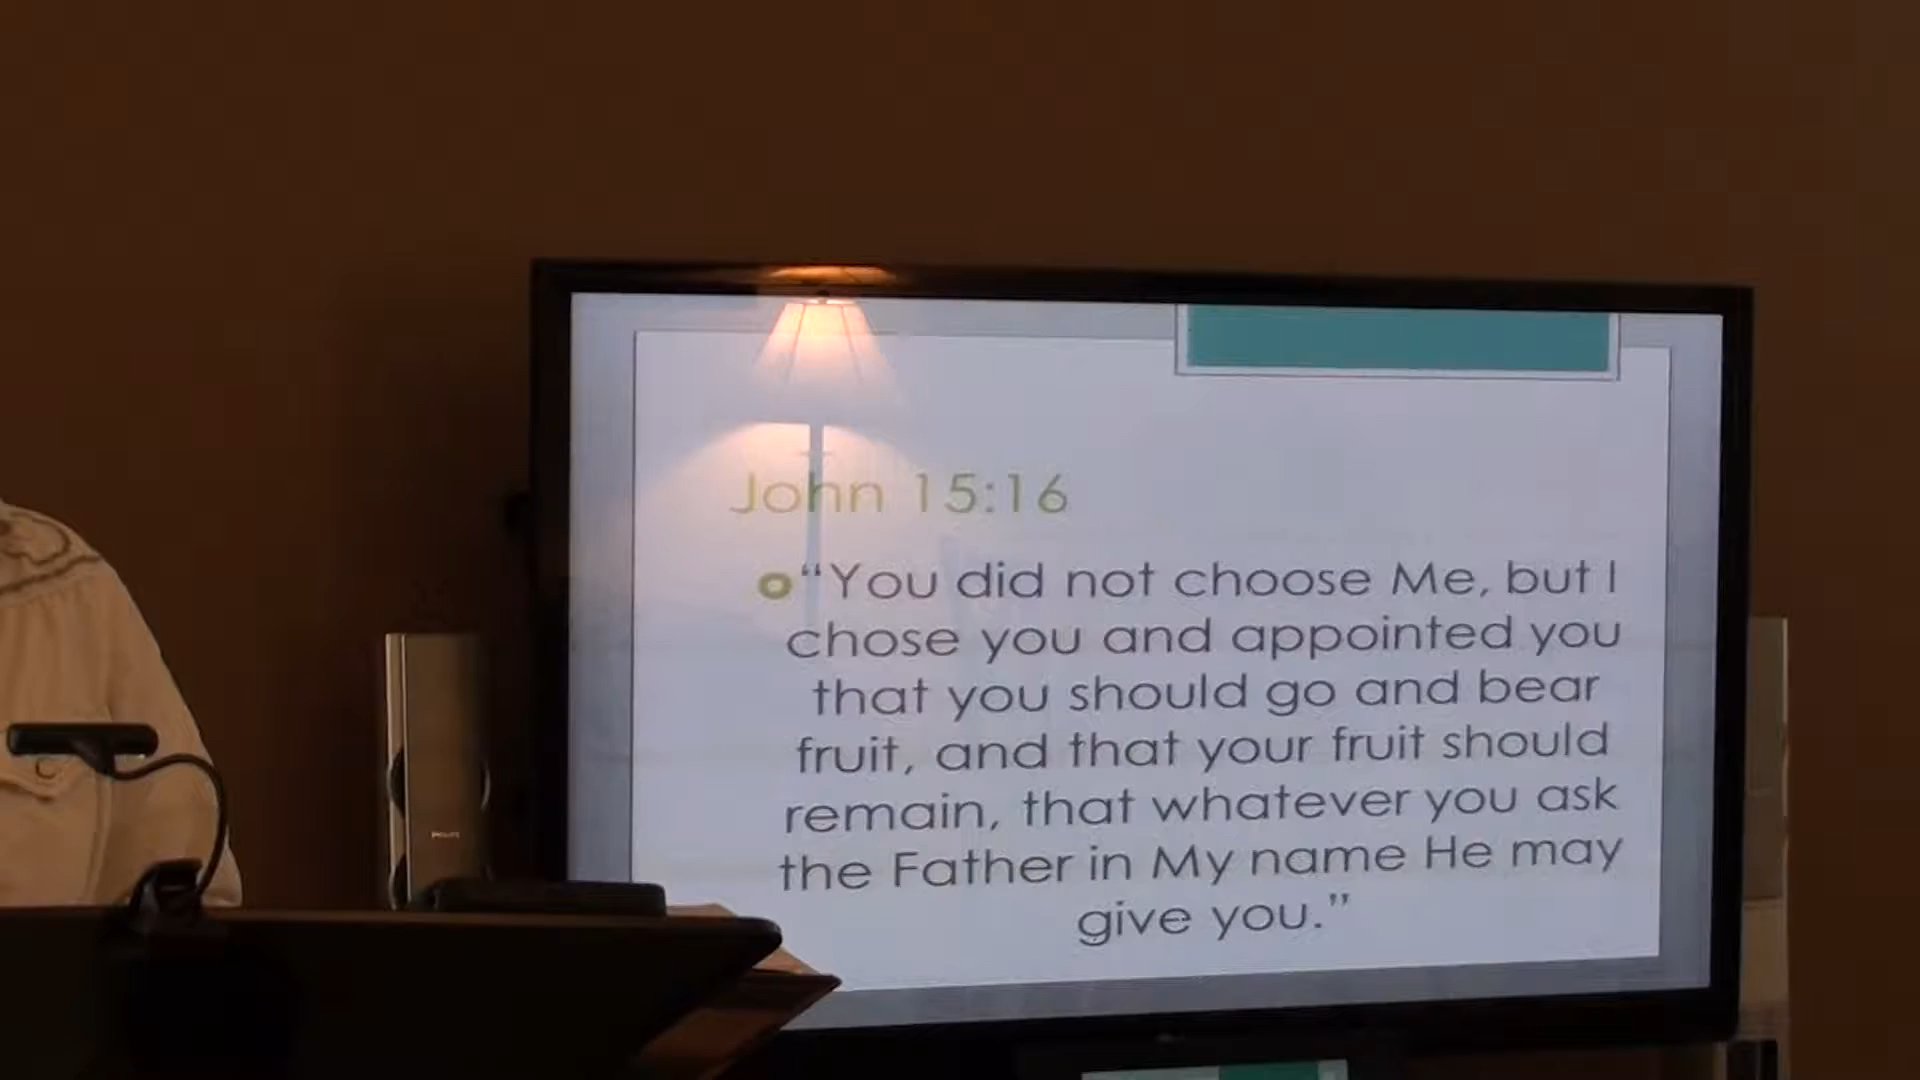 John 15:16
“You did not choose Me, but I
chose you and appointed you
that you should go and bear
fruit, and that your fruit should
remain, that whatever you ask
the Father in My name He may
give you.”
PHILIPS